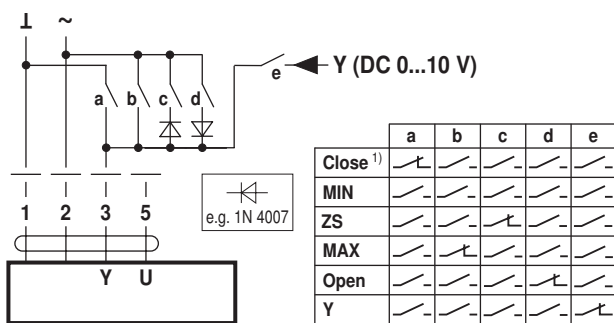 ⊥ ~
e
Y (DC 0...10 V)
a b c d
1 2 3 5
e.g. 1N 4007
Y U
a b c d e
Close 1)
MIN
ZS
MAX
Open
Y